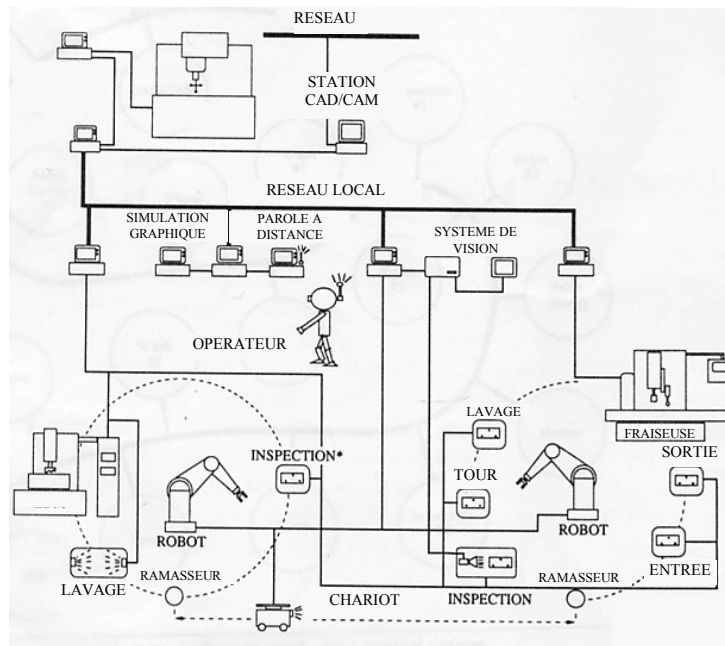 RESEAU
STATION
CAD/CAM
RESEAU LOCAL
SIMULATION
GRAPHIQUE
PAROLE A
DISTANCE
SYSTEME DE
VISION
OPERATEUR
LAVAGE
FRAISEUSE
SORTIE
INSPECTION*
TOUR
ROBOT
ROBOT
LAVAGE
RAMASSEUR
CHARIOT
INSPECTION
RAMASSEUR
ENTREE